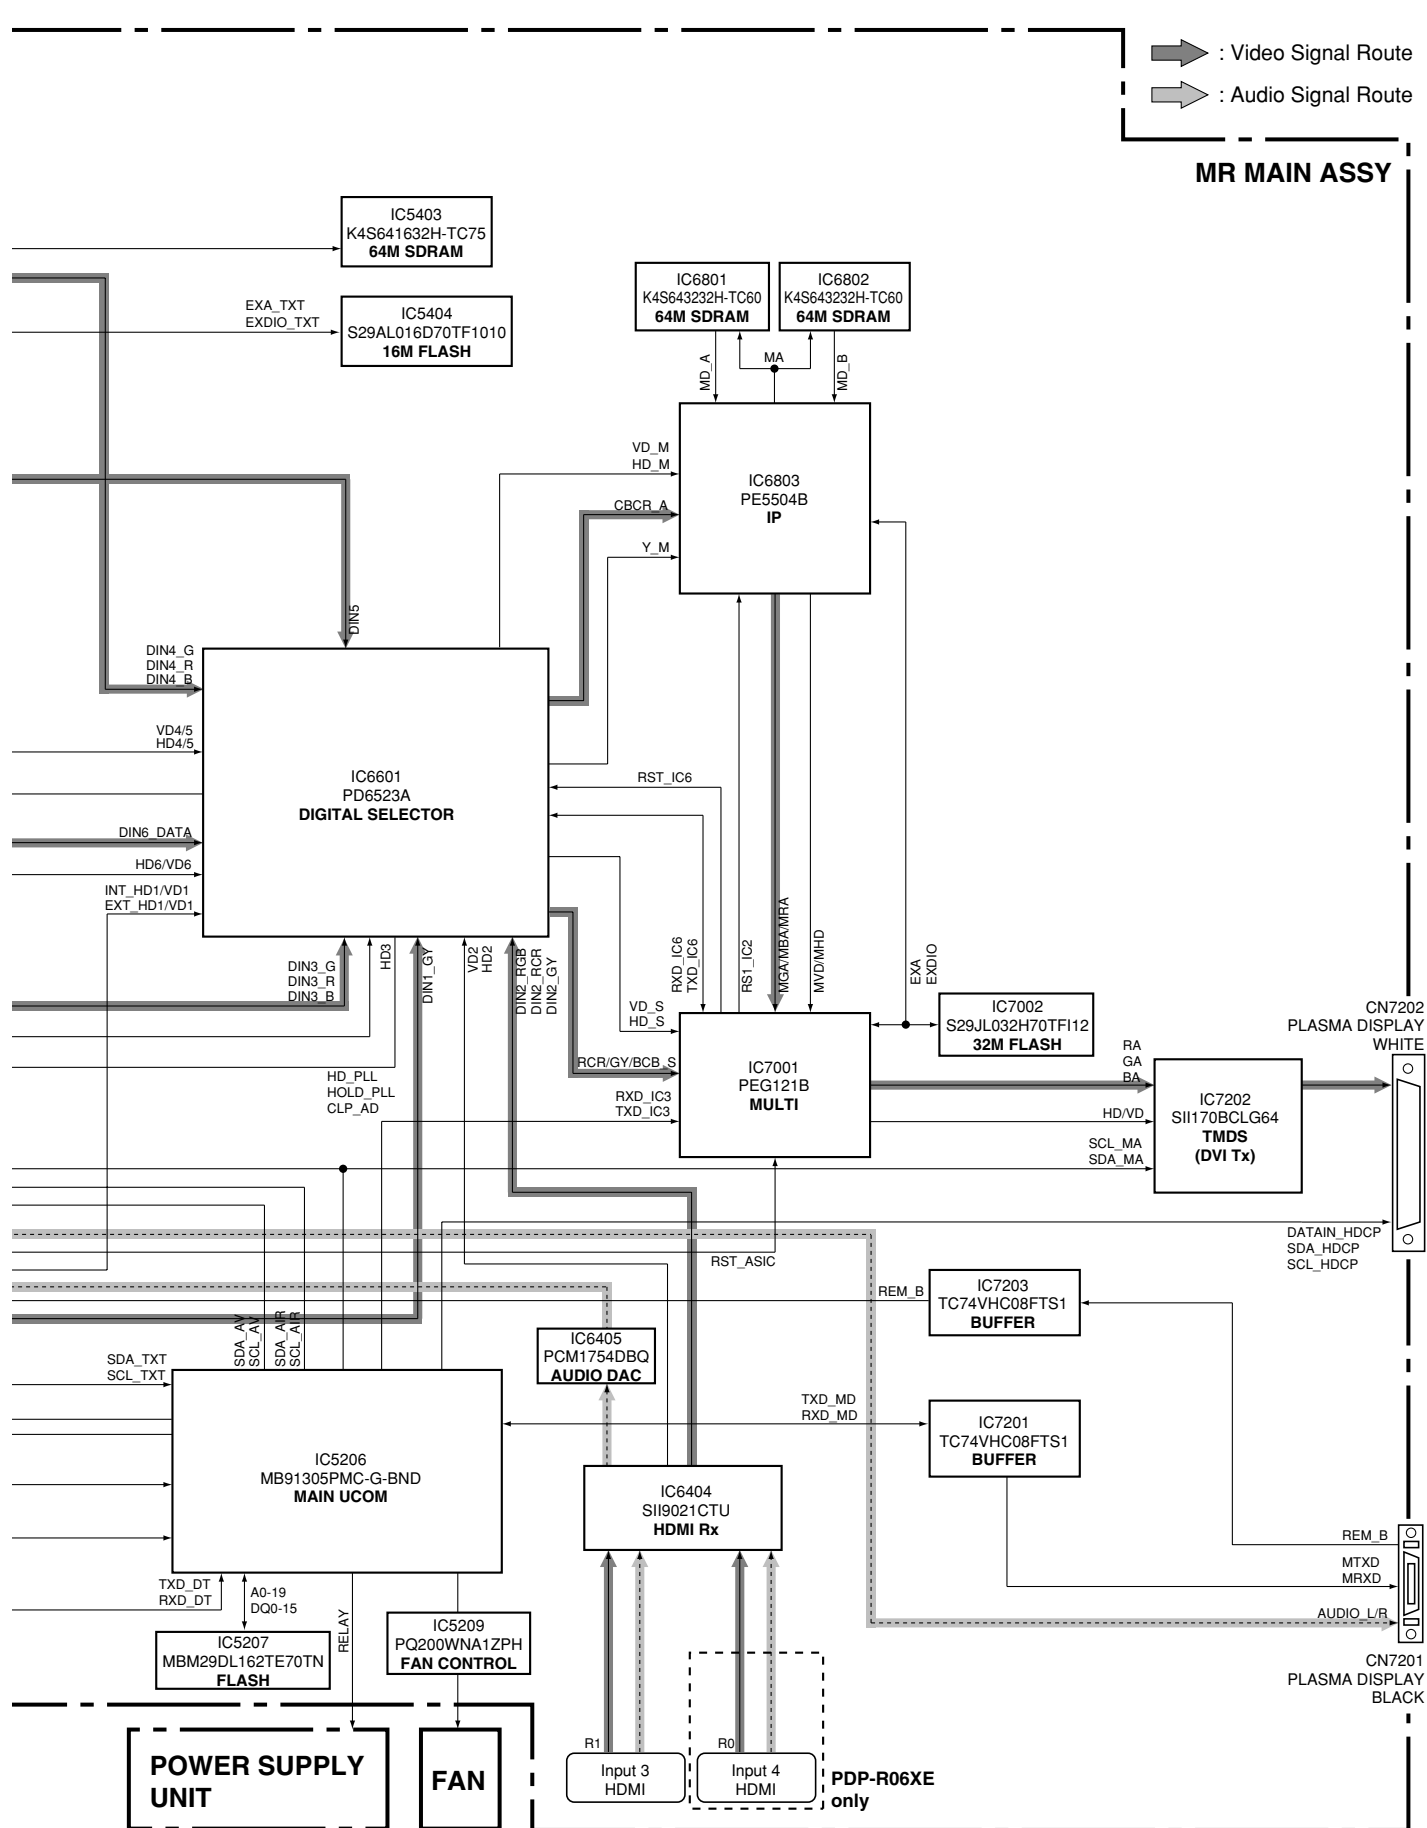 : Video Signal Route
: Audio Signal Route
MR MAIN ASSY
IC5403
K4S641632H-TC75
64M SDRAM
EXA_TXT
EXDIO_TXT
IC5404
S29AL016D70TF1010
16M FLASH
IC6801
K4S643232H-TC60
64M SDRAM
IC6802
K4S643232H-TC60
64M SDRAM
MD_A
MA
MD_B
VD_M
HD_M
CBCR_A
Y_M
IC6803
PE5504B
IP
DIN5
DIN4_G
DIN4_R
DIN4_B
VD4/5
HD4/5
IC6601
PD6523A
DIGITAL SELECTOR
DIN6_DATA
HD6/VD6
INT_HD1/VD1
EXT_HD1/VD1
RST_IC6
RXD_IC6
TXD_IC6
RS1_IC2
MGA/MBA/MRA
MVD/MHD
EXA
EXDIO
DIN3_G
DIN3_R
DIN3_B
HD3
DIN1_GY
VD2
HD2
DIN2_RGB
DIN2_RCR
DIN2_GY
VD_S
HD_S
RCR/GY/BCB_S
RXD_IC3
TXD_IC3
HD_PLL
HOLD_PLL
CLP_AD
IC7001
PEG121B
MULTI
IC7002
S29JL032H70TFI12
32M FLASH
CN7202
PLASMA DISPLAY
WHITE
RA
GA
BA
HD/VD
SCL_MA
SDA_MA
IC7202
SII170BCLG64
TMDS
(DVI Tx)
DATAIN_HDCP
SDA_HDCP
SCL_HDCP
RST_ASIC
REM_B
IC7203
TC74VHC08FTS1
BUFFER
SDA_AV
SCL_AV
SDA_AIR
SCL_AIR
IC6405
PCM1754DBQ
AUDIO DAC
SDA_TXT
SCL_TXT
TXD_MD
RXD_MD
IC7201
TC74VHC08FTS1
BUFFER
IC5206
MB91305PMC-G-BND
MAIN UCOM
IC6404
SII9021CTU
HDMI Rx
REM_B
MTXD
MRXD
AUDIO_L/R
CN7201
PLASMA DISPLAY
BLACK
TXD_DT
RXD_DT
A0-19
DQ0-15
RELAY
IC5207
MBM29DL162TE70TN
FLASH
IC5209
PQ200WNA1ZPH
FAN CONTROL
POWER SUPPLY
UNIT
FAN
R1
Input 3
HDMI
R0
Input 4
HDMI
PDP-R06XE
only